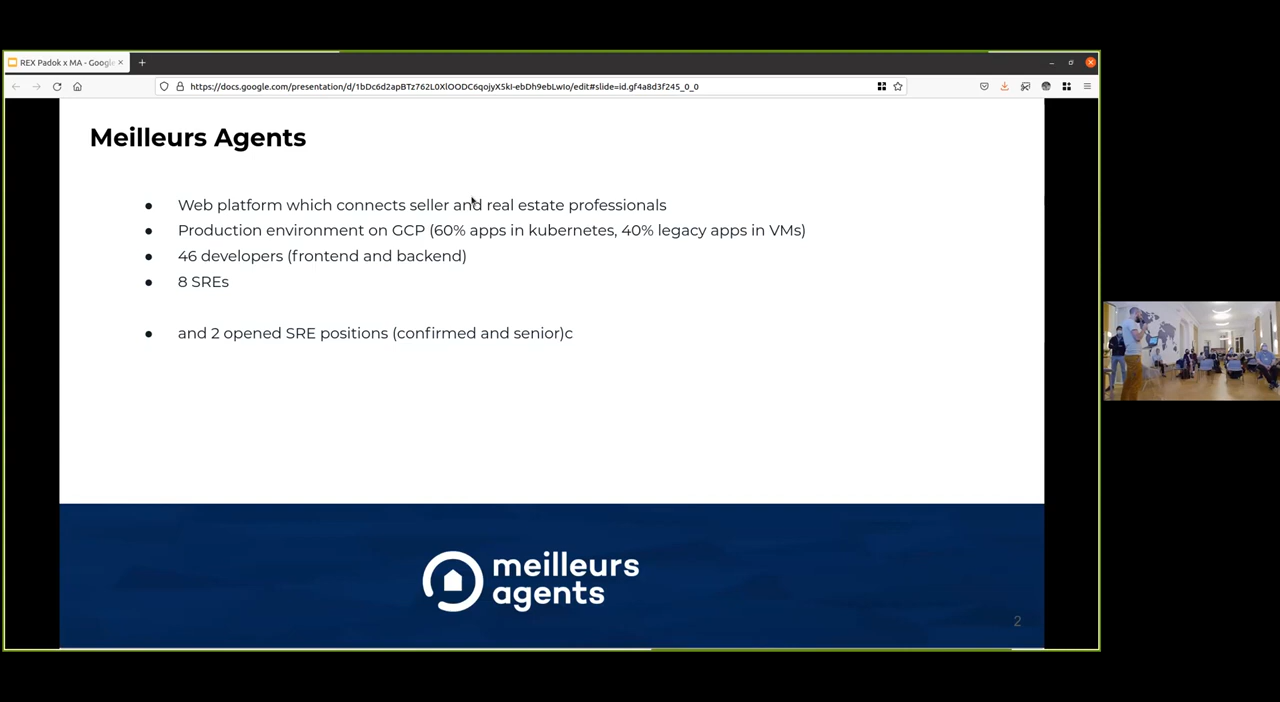 REX Padok x MA - Google
https://docs.google.com/presentation/d/1bDc6d2apBTz762L0XlOODC6qojyX5kI-ebDh9ebLwIo/edit#slide=id.gf4a8d3f245_0_0
Meilleurs Agents
● Web platform which connects seller and real estate professionals
● Production environment on GCP (60% apps in kubernetes, 40% legacy apps in VMs)
● 46 developers (frontend and backend)
● 8 SREs
● and 2 opened SRE positions (confirmed and senior)c
meilleurs
agents
2